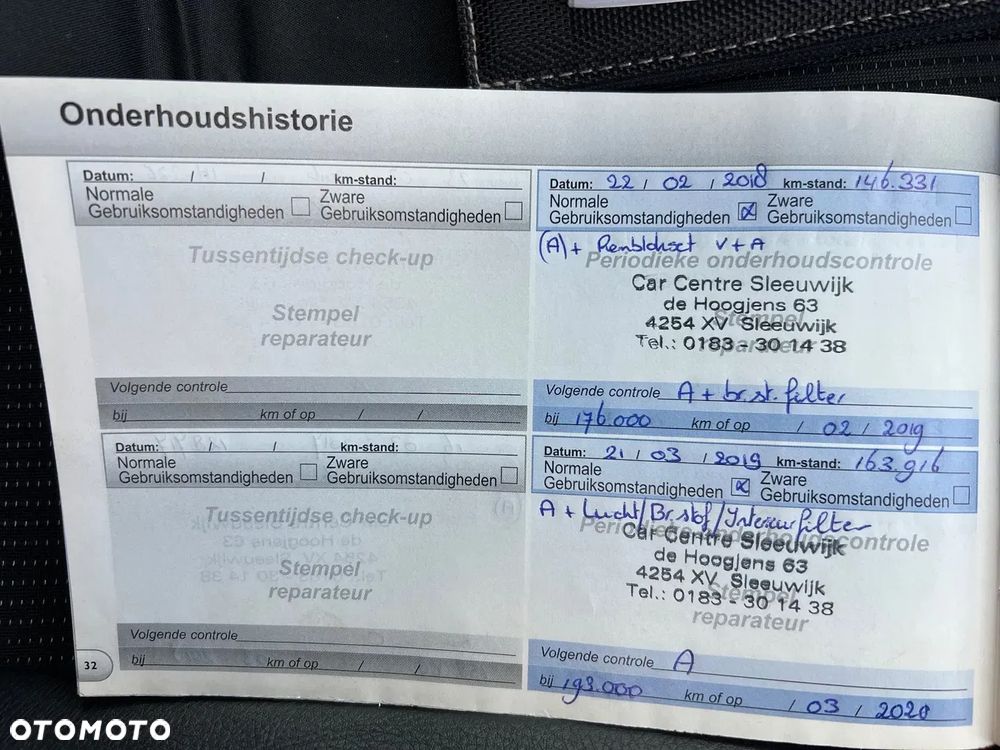 Onderhoudshistorie
Datum: / / km-stand:
Normale Gebruiksomstandigheden
Zware Gebruiksomstandigheden
Tussentijdse check-up
Stempel
reparateur
Volgende controle
bij km of op / /
Datum: 22 / 02 / 2018 km-stand: 146.331
Normale Gebruiksomstandigheden
Zware Gebruiksomstandigheden
(A) + Remblokset V + A
Periodieke onderhoudscontrole
Car Centre Sleeuwijk
de Hoogjens 63
Stempel
4254 XV Sleeuwijk
Tel.: 0183 - 30 14 38
reparateur
Volgende controle A + br.st. filter
bij 176.000 km of op / 02 / 2019
Datum: / / km-stand:
Normale Gebruiksomstandigheden
Zware Gebruiksomstandigheden
Tussentijdse check-up
Stempel
reparateur
Volgende controle
bij km of op / /
Datum: 21 / 03 / 2019 km-stand: 163.916
Normale Gebruiksomstandigheden
Zware Gebruiksomstandigheden
A + Lucht/Br.stof/Interieurfilter
Periodieke onderhoudscontrole
Car Centre Sleeuwijk
de Hoogjens 63
4254 XV Sleeuwijk
Stempel
Tel.: 0183 - 30 14 38
reparateur
Volgende controle A
bij 193.000 km of op / 03 / 2020
32
OTOMOTO